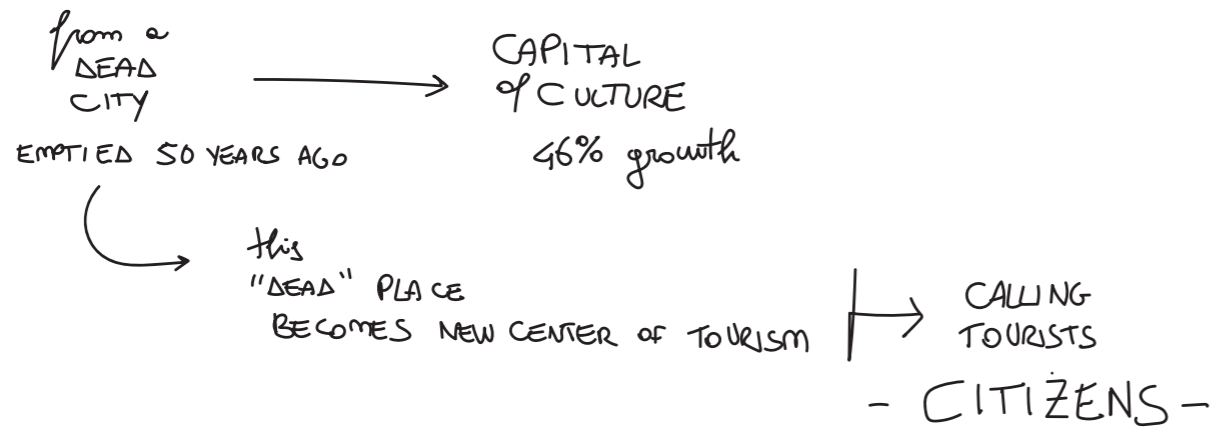 from a
DEAD
CITY
EMPTIED 50 YEARS AGO
CAPITAL
of CULTURE
46% growth
this
"DEAD" PLACE
BECOMES NEW CENTER OF TOURISM
CALLING
TOURISTS
- CITIZENS -